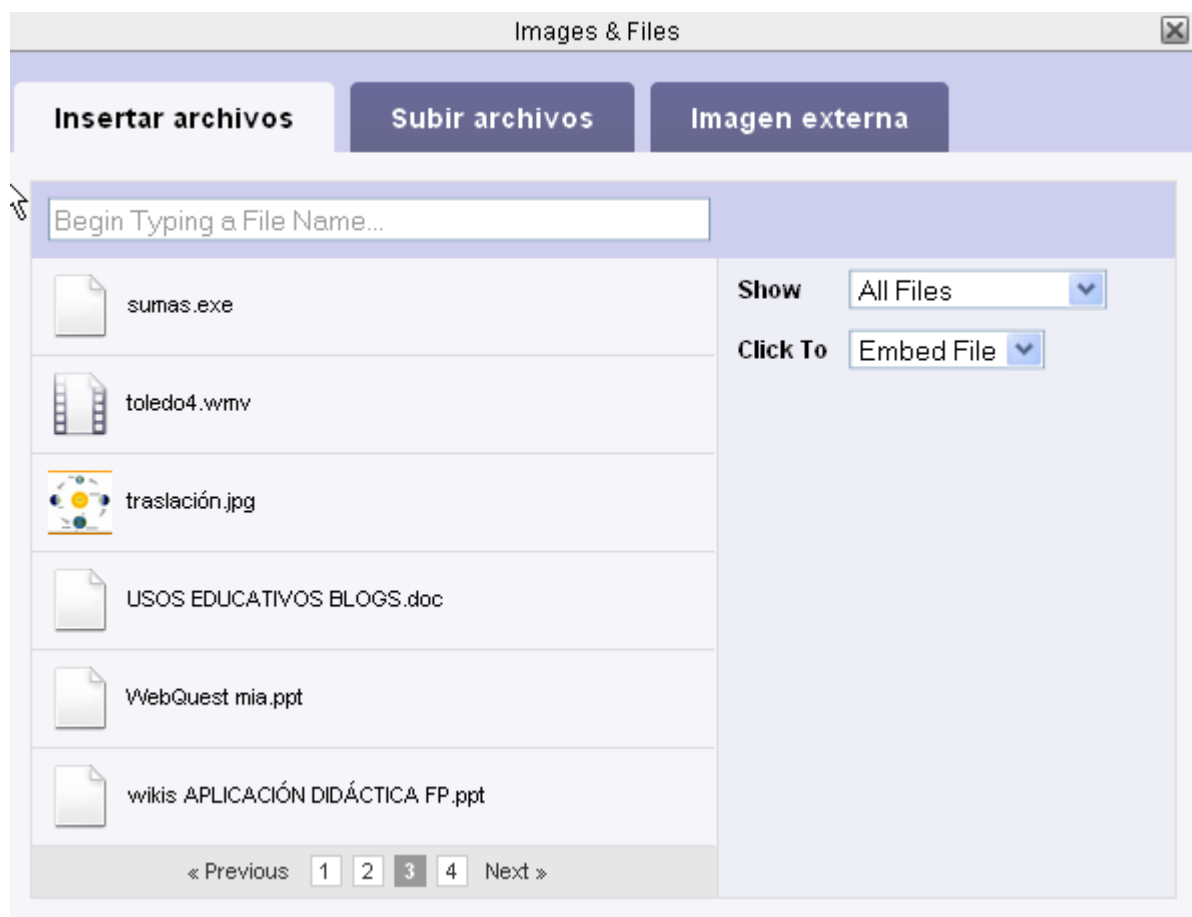 Images & Files
Insertar archivos Subir archivos Imagen externa
Begin Typing a File Name...
Show All Files
Click To Embed File
sumas.exe
toledo4.wmv
traslación.jpg
USOS EDUCATIVOS BLOGS.doc
WebQuest mia.ppt
wikis APLICACIÓN DIDÁCTICA FP.ppt
« Previous 1 2 3 4 Next »